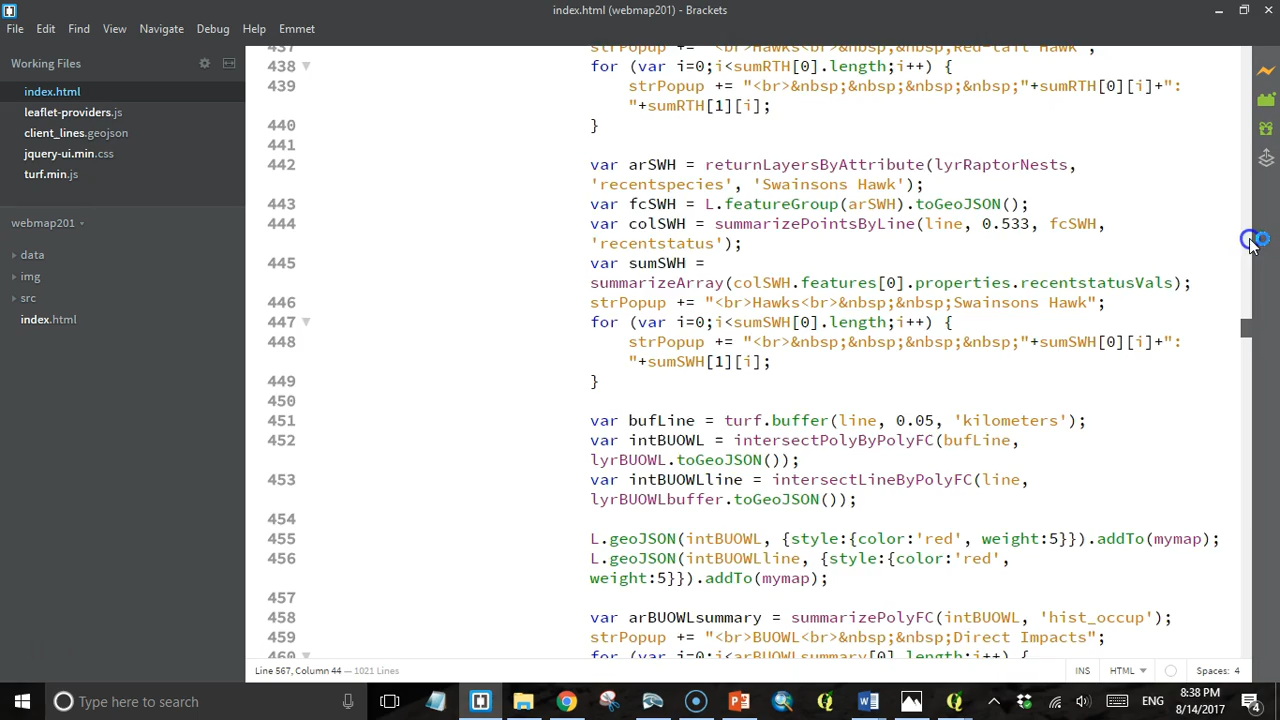 index.html (webmap201) - Brackets
File Edit Find View Navigate Debug Help Emmet
Working Files
index.html
leaflet-providers.js
client_lines.geojson
jquery-ui.min.css
turf.min.js
webmap201
data
img
src
index.html
437 strPopup += "<br>Hawks<br>&nbsp;&nbsp;Red-tail Hawk";
438 for (var i=0;i<sumRTH[0].length;i++) {
439 strPopup += "<br>&nbsp;&nbsp;&nbsp;&nbsp;"+sumRTH[0][i]+":
"+sumRTH[1][i];
440 }
441
442 var arSWH = returnLayersByAttribute(lyrRaptorNests,
'recentspecies', 'Swainsons Hawk');
443 var fcSWH = L.featureGroup(arSWH).toGeoJSON();
444 var colSWH = summarizePointsByLine(line, 0.533, fcSWH,
'recentstatus');
445 var sumSWH =
summarizeArray(colSWH.features[0].properties.recentstatusVals);
446 strPopup += "<br>Hawks<br>&nbsp;&nbsp;Swainsons Hawk";
447 for (var i=0;i<sumSWH[0].length;i++) {
448 strPopup += "<br>&nbsp;&nbsp;&nbsp;&nbsp;"+sumSWH[0][i]+":
"+sumSWH[1][i];
449 }
450
451 var bufLine = turf.buffer(line, 0.05, 'kilometers');
452 var intBUOWL = intersectPolyByPolyFC(bufLine,
lyrBUOWL.toGeoJSON());
453 var intBUOWLline = intersectLineByPolyFC(line,
lyrBUOWLbuffer.toGeoJSON());
454
455 L.geoJSON(intBUOWL, {style:{color:'red', weight:5}}).addTo(mymap);
456 L.geoJSON(intBUOWLline, {style:{color:'red',
weight:5}}).addTo(mymap);
457
458 var arBUOWLsummary = summarizePolyFC(intBUOWL, 'hist_occup');
459 strPopup += "<br>BUOWL<br>&nbsp;&nbsp;Direct Impacts";
460 for (var i=0;i<arBUOWLsummary[0].length;i++) {
Line 567, Column 44 — 1021 Lines
INS HTML Spaces: 4
Type here to search
ENG
8:38 PM
8/14/2017
4